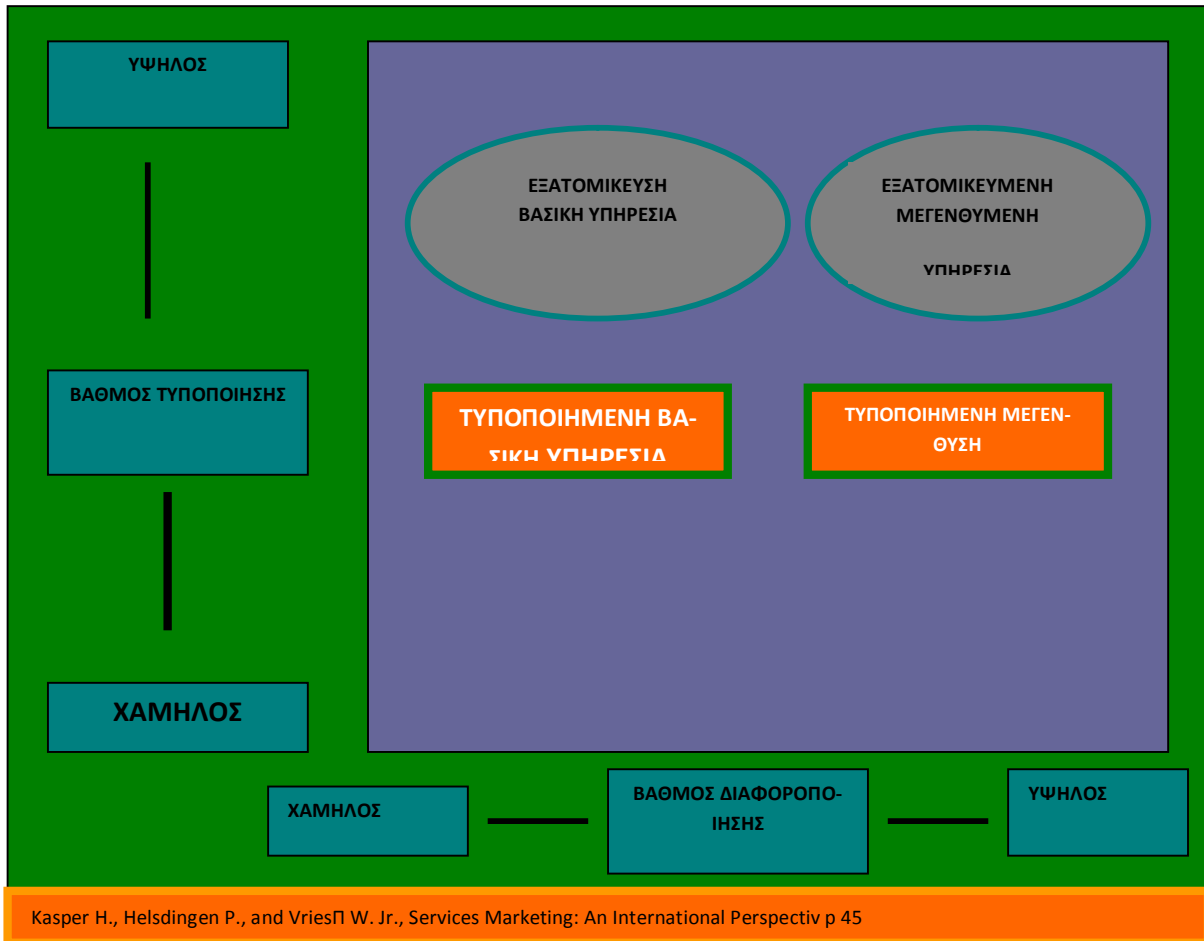 ΥΨΗΛΟΣ
ΕΞΑΤΟΜΙΚΕΥΣΗ
ΒΑΣΙΚΗ ΥΠΗΡΕΣΙΑ
ΕΞΑΤΟΜΙΚΕΥΜΕΝΗ
ΜΕΓΕΝΘΥΜΕΝΗ
ΥΠΗΡΕΣΙΑ
ΒΑΘΜΟΣ ΤΥΠΟΠΟΙΗΣΗΣ
ΤΥΠΟΠΟΙΗΜΕΝΗ ΒΑ-
ΣΙΚΗ ΥΠΗΡΕΣΙΑ
ΤΥΠΟΠΟΙΗΜΕΝΗ ΜΕΓΕΝ-
ΘΥΣΗ
ΧΑΜΗΛΟΣ
ΧΑΜΗΛΟΣ
ΒΑΘΜΟΣ ΔΙΑΦΟΡΟΠΟ-
ΙΗΣΗΣ
ΥΨΗΛΟΣ
Kasper H., Helsdingen P., and VriesΠ W. Jr., Services Marketing: An International Perspectiv p 45